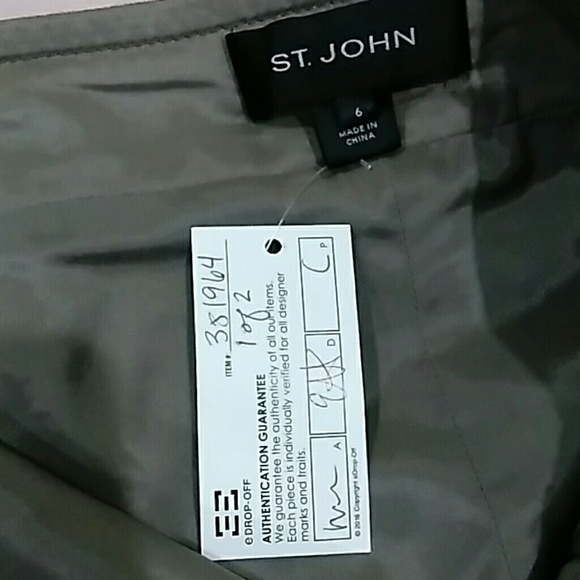 ST. JOHN
6
MADE IN
CHINA
ITEM# 381964
1 of 2
AUTHENTICATION GUARANTEE
We guarantee the authenticity of all our items.
Each piece is individually verified for all designer
marks and traits.
A
D
C P
eDROP-OFF
© 2016 Copyright eDrop-Off